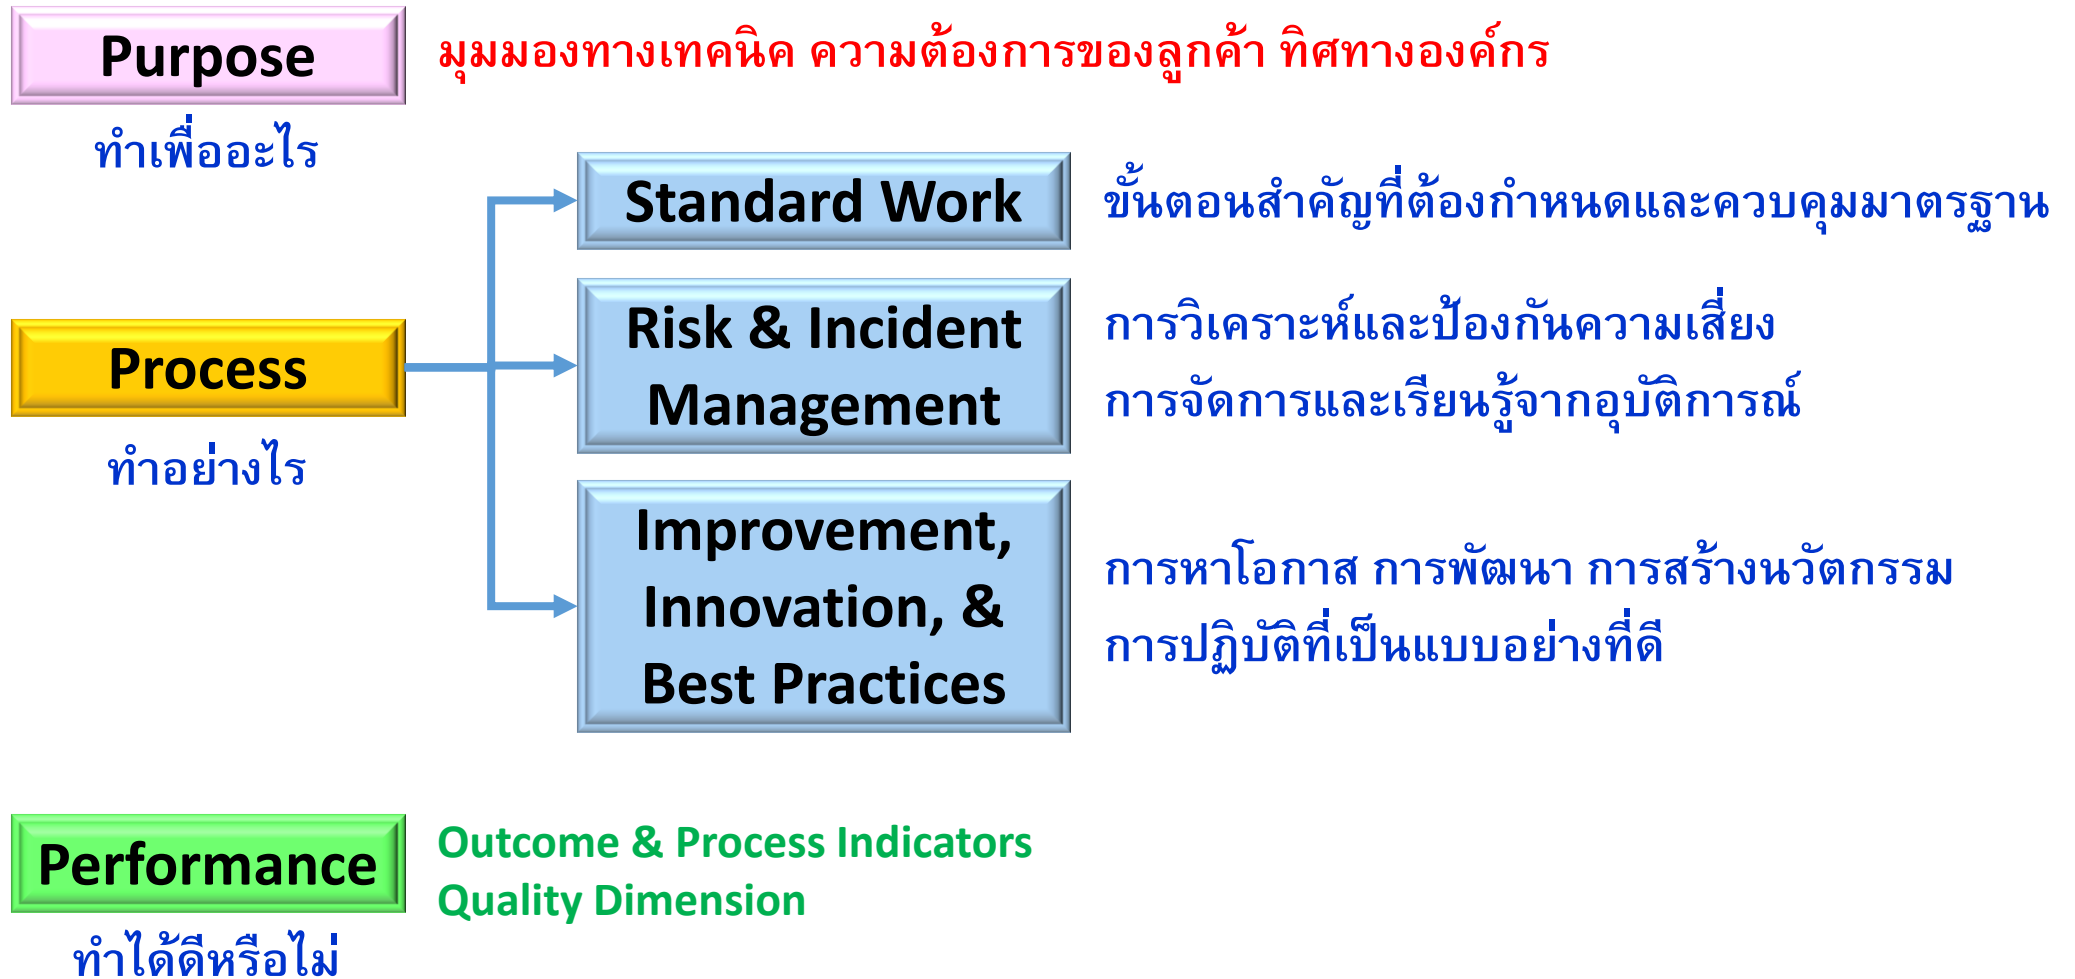 Purpose
มุมมองทางเทคนิค ความต้องการของลูกค้า ทิศทางองค์กร
ทำเพื่ออะไร
Standard Work
ขั้นตอนสำคัญที่ต้องกำหนดและควบคุมมาตรฐาน
Process
ทำอย่างไร
Risk & Incident
Management
การวิเคราะห์และป้องกันความเสี่ยง
การจัดการและเรียนรู้จากอุบัติการณ์
Improvement,
Innovation, &
Best Practices
การหาโอกาส การพัฒนา การสร้างนวัตกรรม
การปฏิบัติที่เป็นแบบอย่างที่ดี
Performance
Outcome & Process Indicators
Quality Dimension
ทำได้ดีหรือไม่